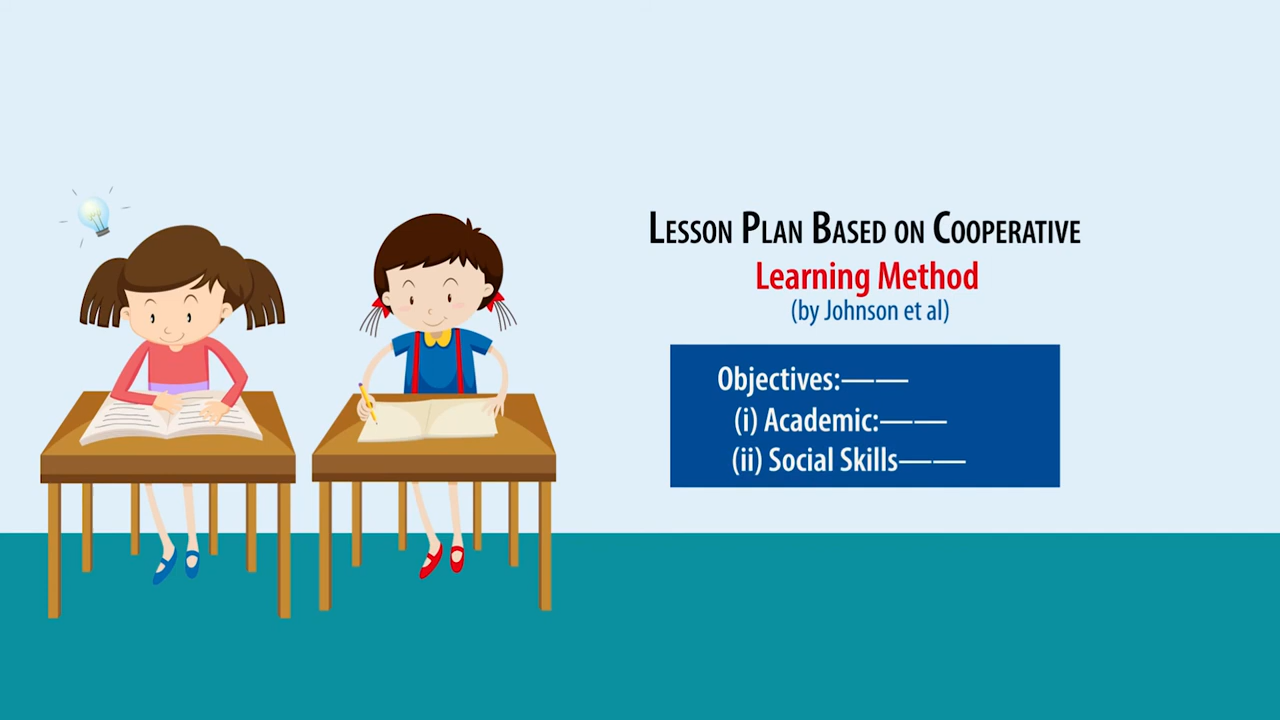 Lesson Plan Based on Cooperative
Learning Method
(by Johnson et al)
Objectives:——
(i) Academic:——
(ii) Social Skills——